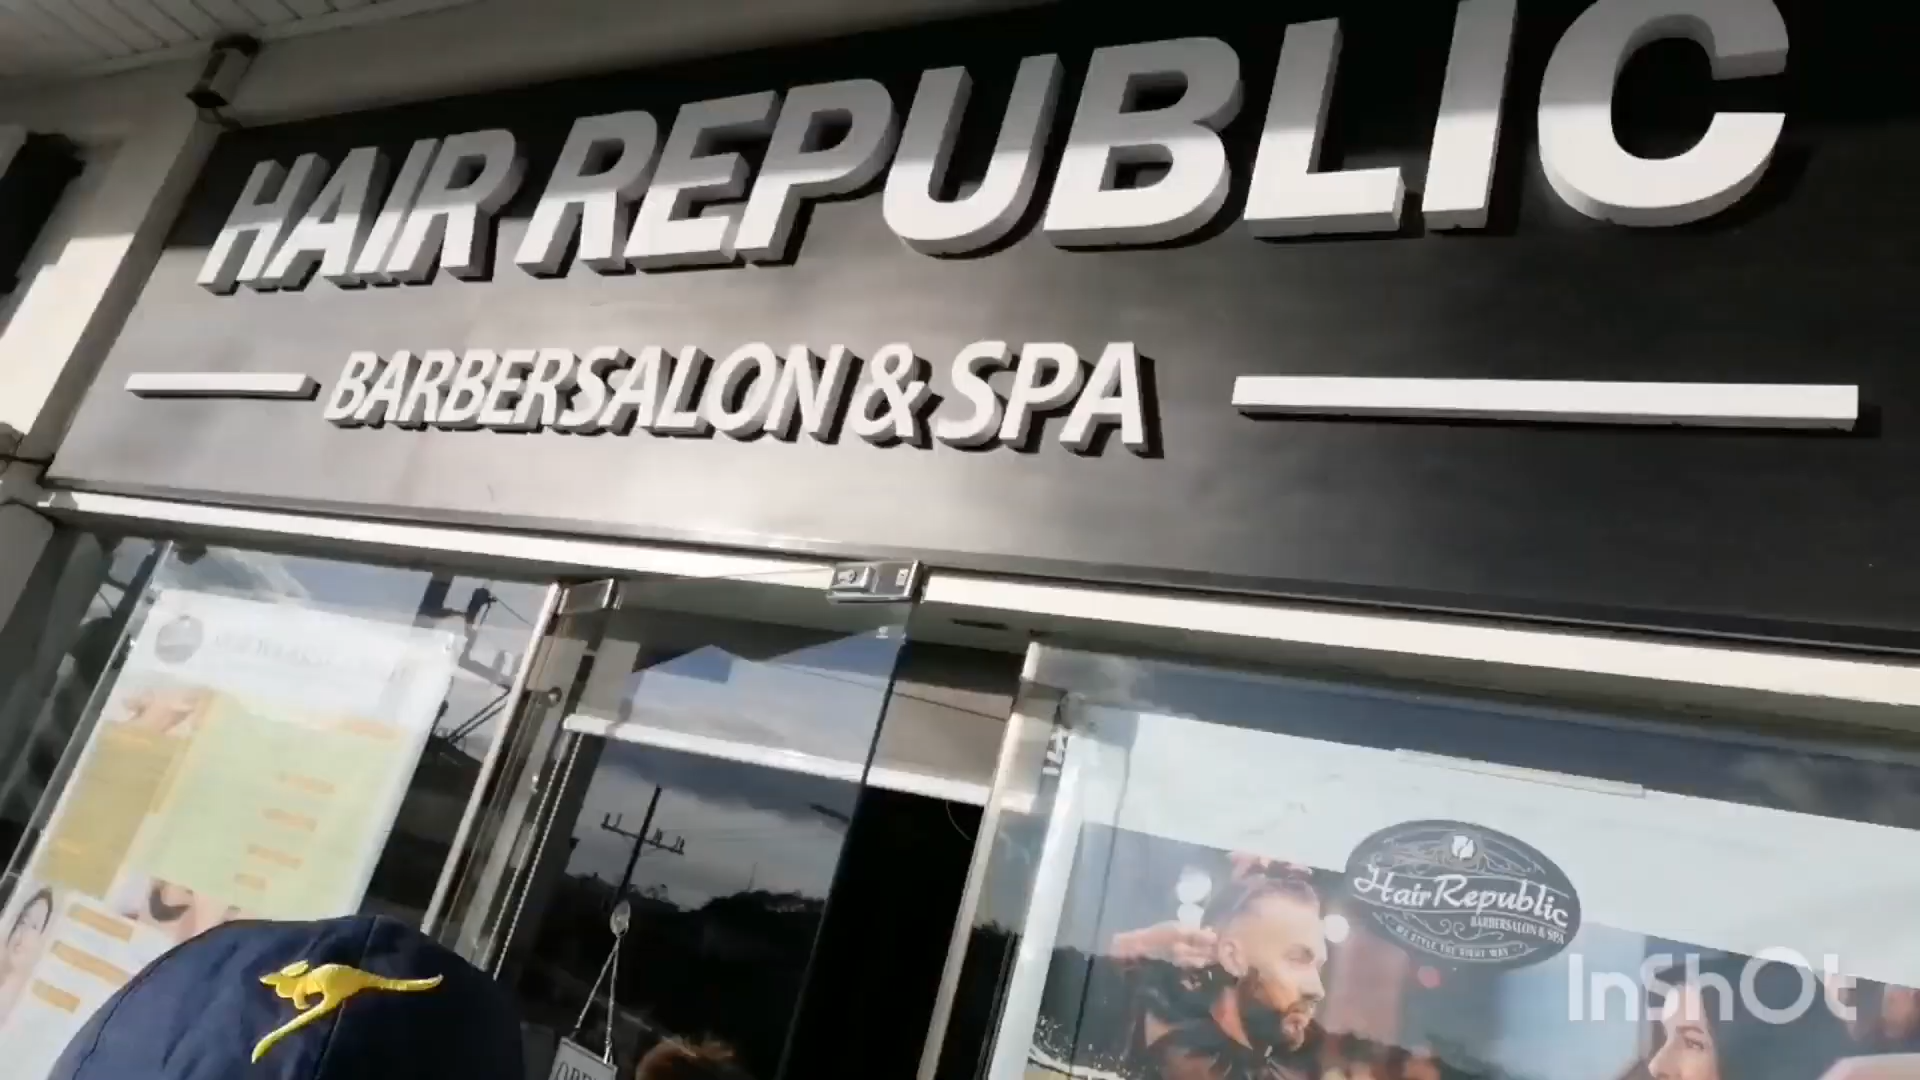 HAIR REPUBLIC
BARBERSALON & SPA
Hair Republic
BARBERSALON & SPA
WE STYLE THE RIGHT WAY
InShOt